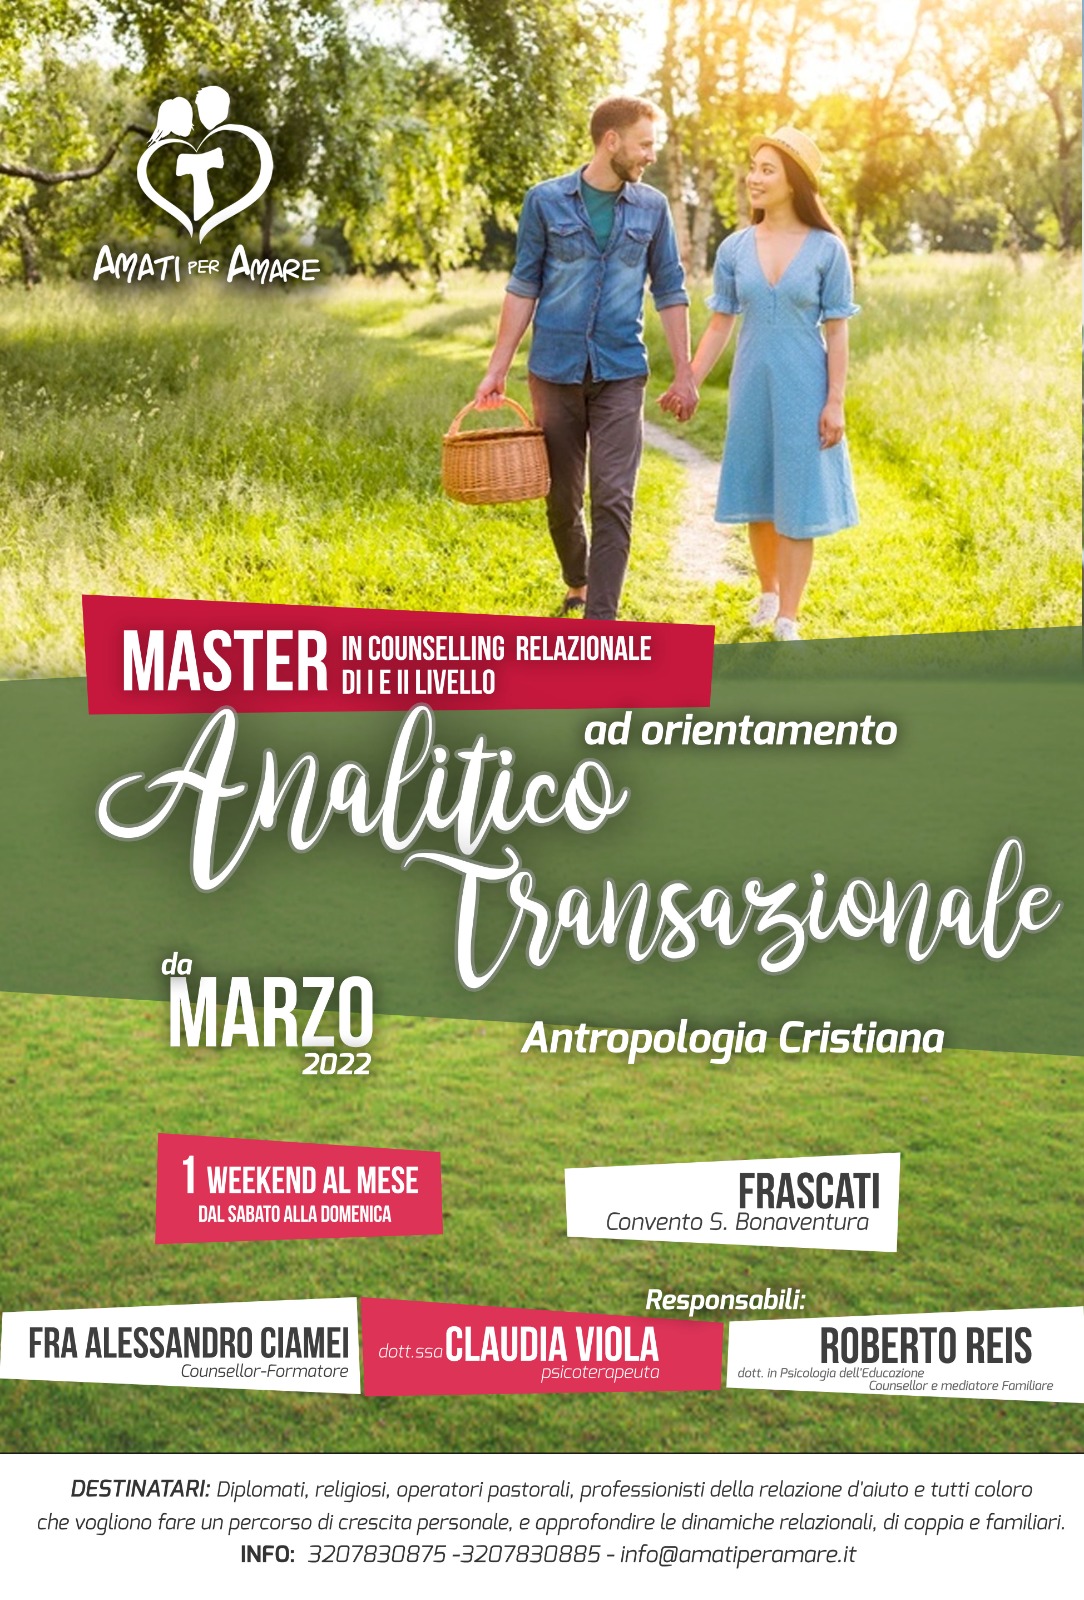 AMATI PER AMARE
MASTER IN COUNSELLING RELAZIONALE
DI I E II LIVELLO
ad orientamento
Analitico
Transazionale
da
MARZO
2022
Antropologia Cristiana
1 WEEKEND AL MESE
DAL SABATO ALLA DOMENICA
FRASCATI
Convento S. Bonaventura
Responsabili:
FRA ALESSANDRO CIAMEI
Counsellor-Formatore
dott.ssa CLAUDIA VIOLA
psicoterapeuta
ROBERTO REIS
dott. in Psicologia dell'Educazione
Counsellor e mediatore Familiare
DESTINATARI: Diplomati, religiosi, operatori pastorali, professionisti della relazione d'aiuto e tutti coloro
che vogliono fare un percorso di crescita personale, e approfondire le dinamiche relazionali, di coppia e familiari.
INFO: 3207830875 -3207830885 - info@amatiperamare.it